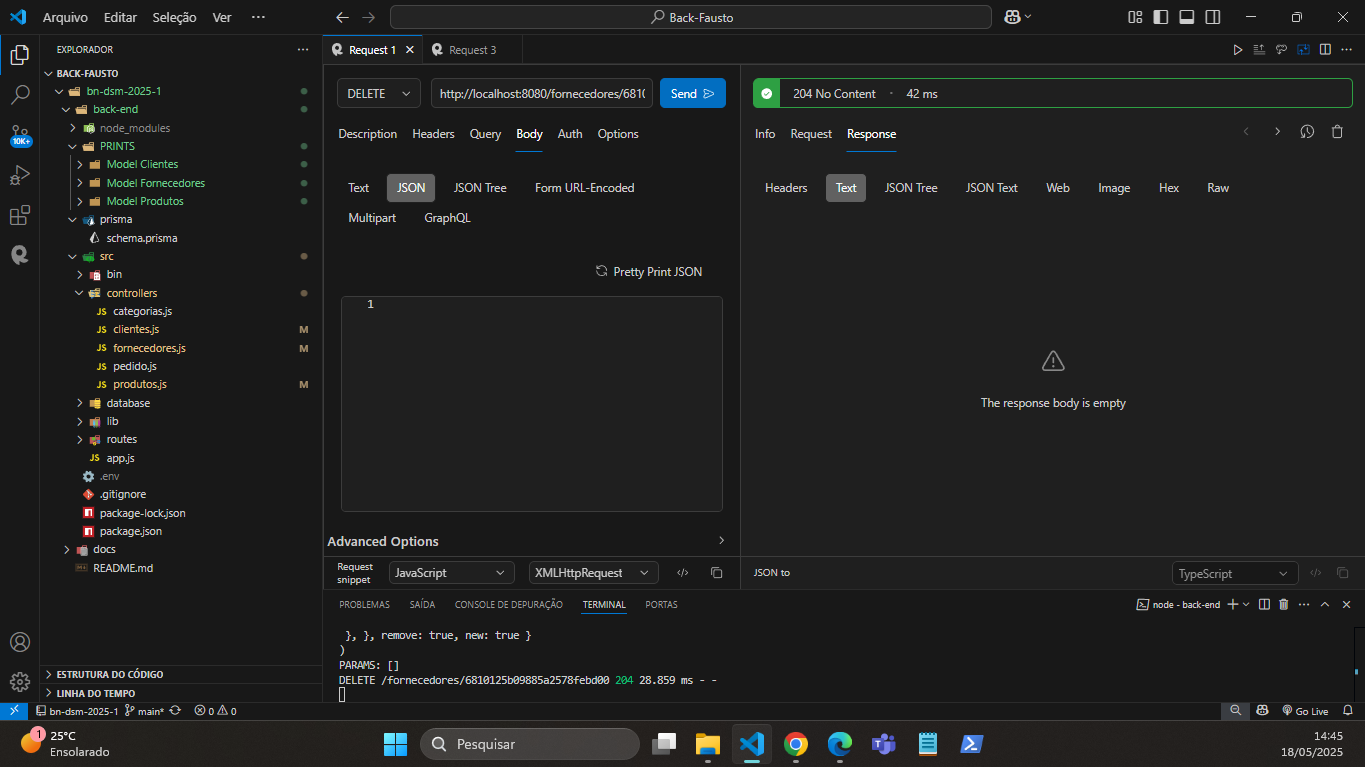 Arquivo Editar Seleção Ver ··· Back-Fausto
EXPLORADOR ···
BACK-FAUSTO
bn-dsm-2025-1
back-end
node_modules
PRINTS
Model Clientes
Model Fornecedores
Model Produtos
prisma
schema.prisma
src
bin
controllers
JS categorias.js
JS clientes.js M
JS fornecedores.js M
JS pedido.js
JS produtos.js M
database
lib
routes
JS app.js
.env
.gitignore
package-lock.json
package.json
docs
README.md
ESTRUTURA DO CÓDIGO
LINHA DO TEMPO
10K+
Request 1 Request 3
DELETE http://localhost:8080/fornecedores/681( Send
Description Headers Query Body Auth Options
Text JSON JSON Tree Form URL-Encoded
Multipart GraphQL
Pretty Print JSON
1
Advanced Options
Request snippet JavaScript XMLHttpRequest
204 No Content · 42 ms
Info Request Response
Headers Text JSON Tree JSON Text Web Image Hex Raw
The response body is empty
JSON to TypeScript
PROBLEMAS SAÍDA CONSOLE DE DEPURAÇÃO TERMINAL PORTAS node - back-end
}, }, remove: true, new: true }
)
PARAMS: []
DELETE /fornecedores/6810125b09885a2578febd00 204 28.859 ms - -
bn-dsm-2025-1 main* 0 0 Go Live
1
25°C
Ensolarado
Pesquisar
14:45
18/05/2025